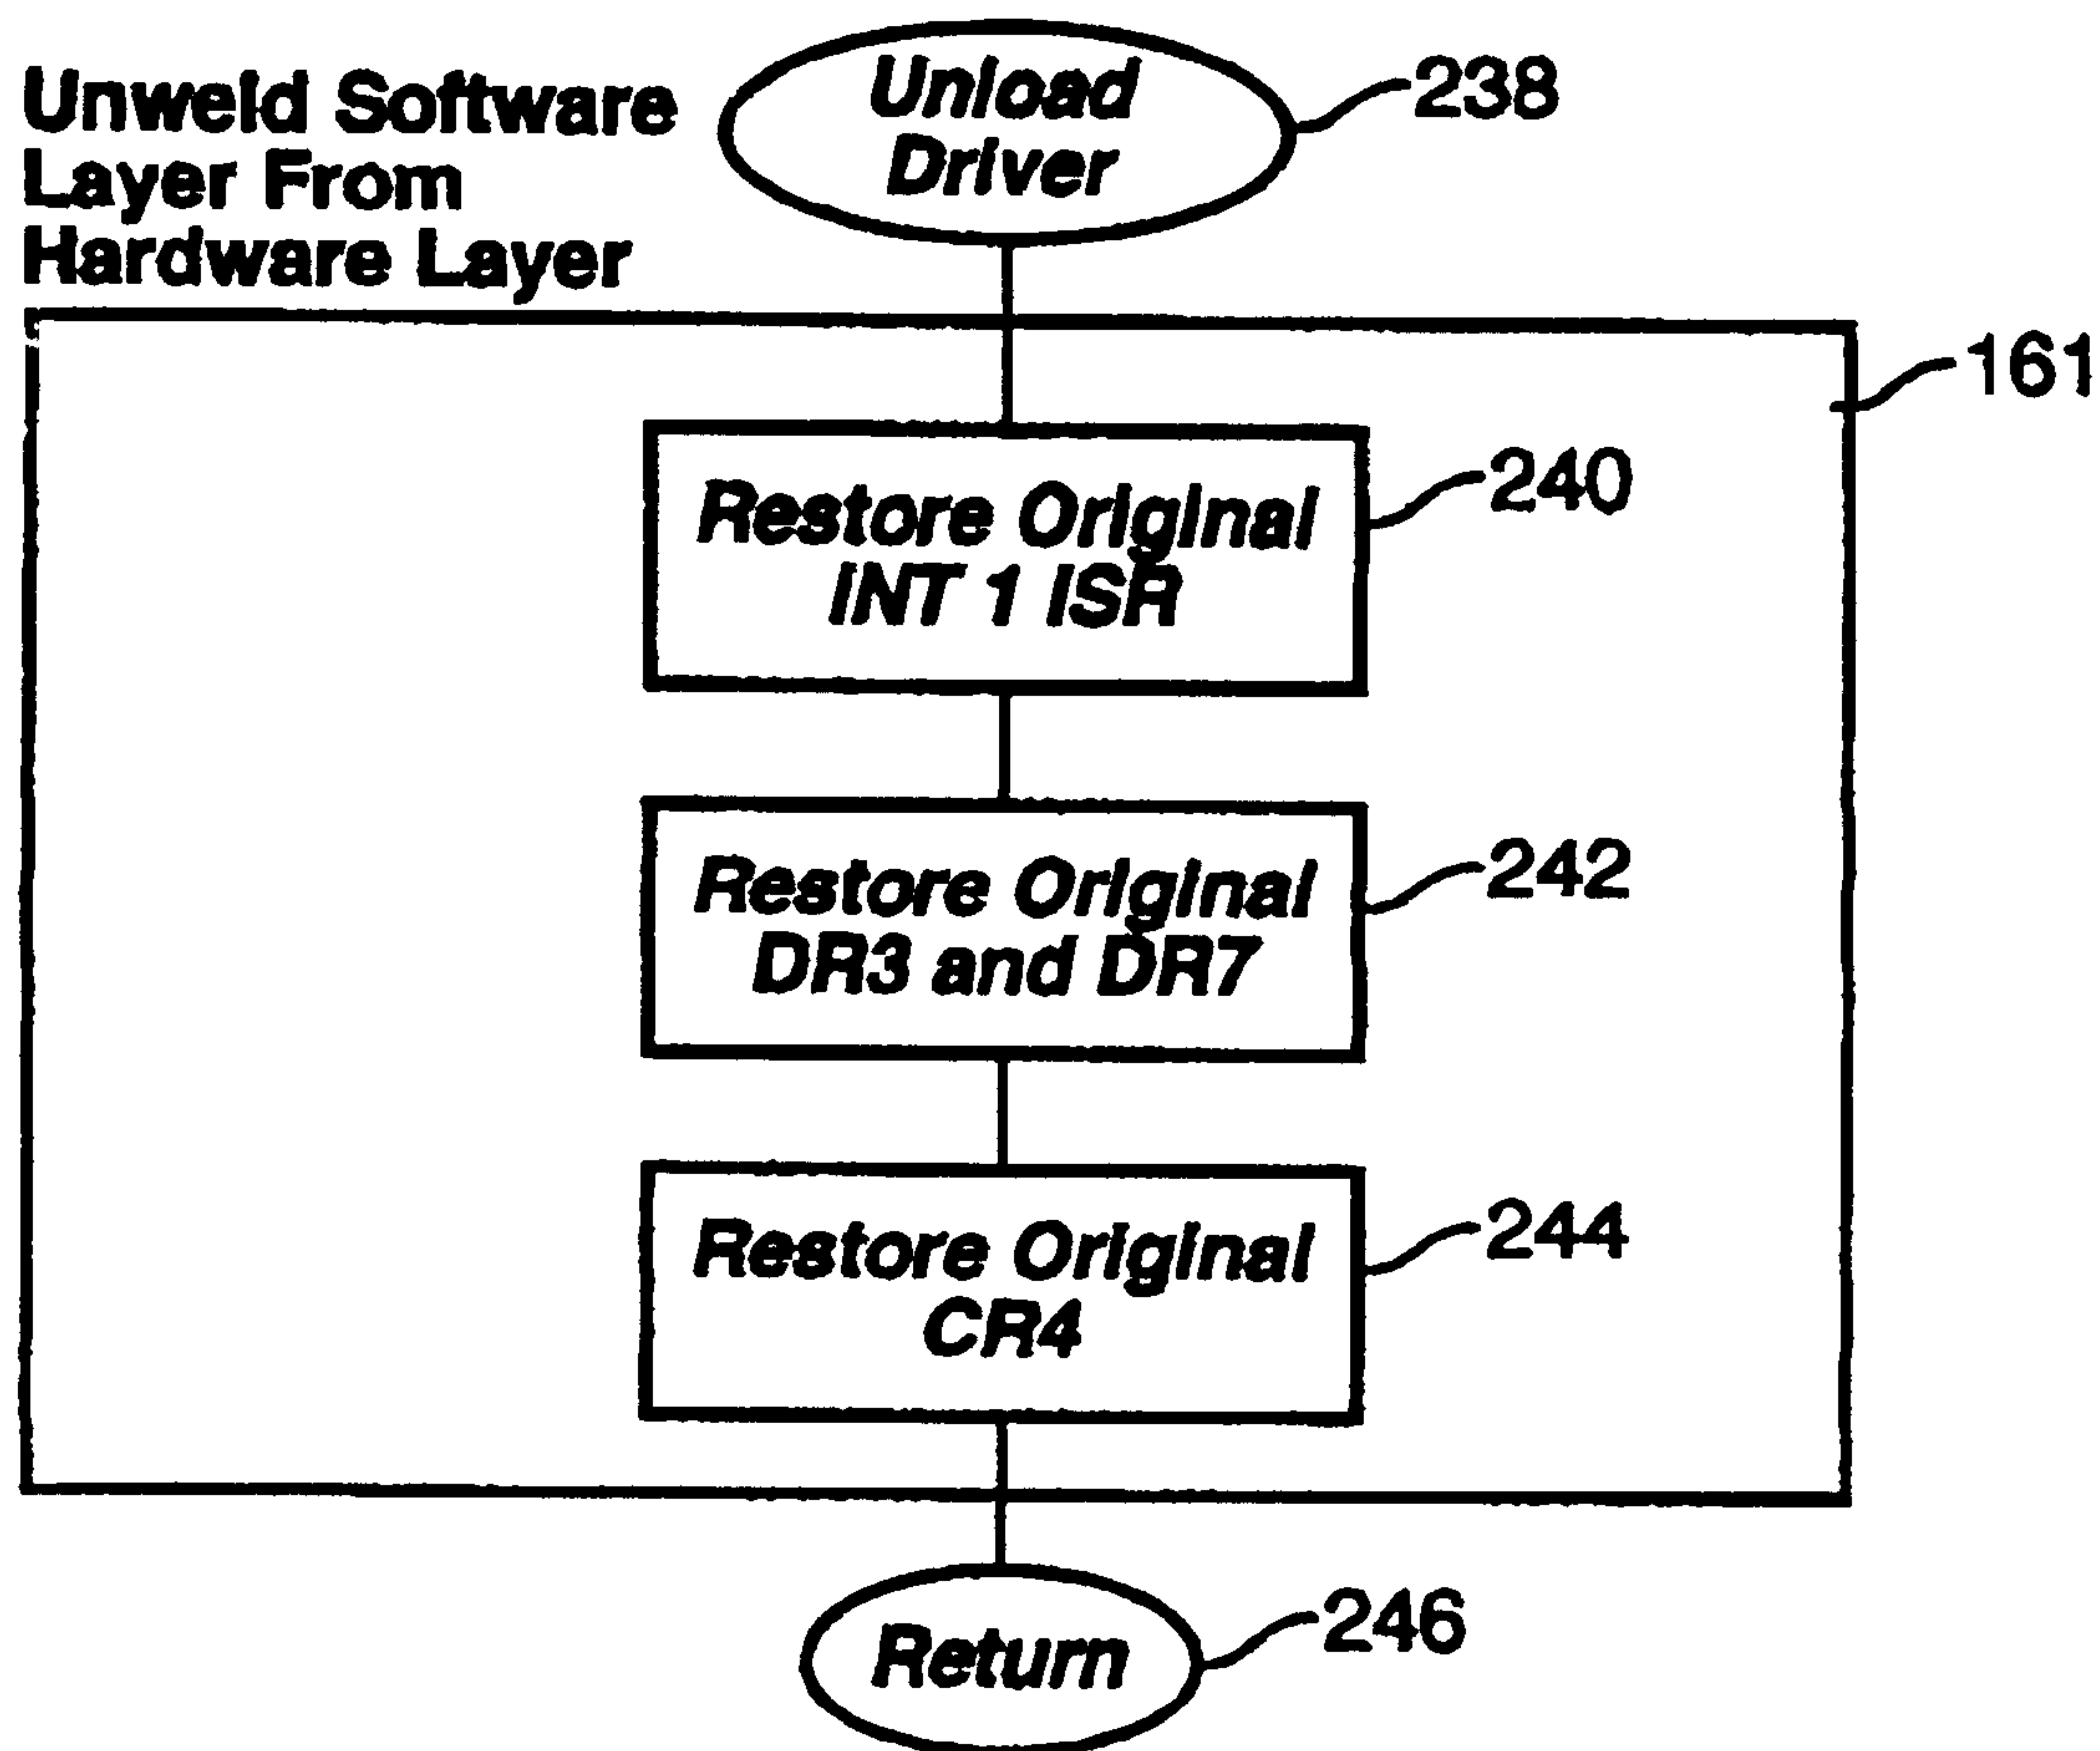 Unweld Software
Layer From
Hardware Layer
Unload
Driver
238
161
Restore Original
INT 1 ISR
240
Restore Original
DR3 and DR7
242
Restore Original
CR4
244
Return
246